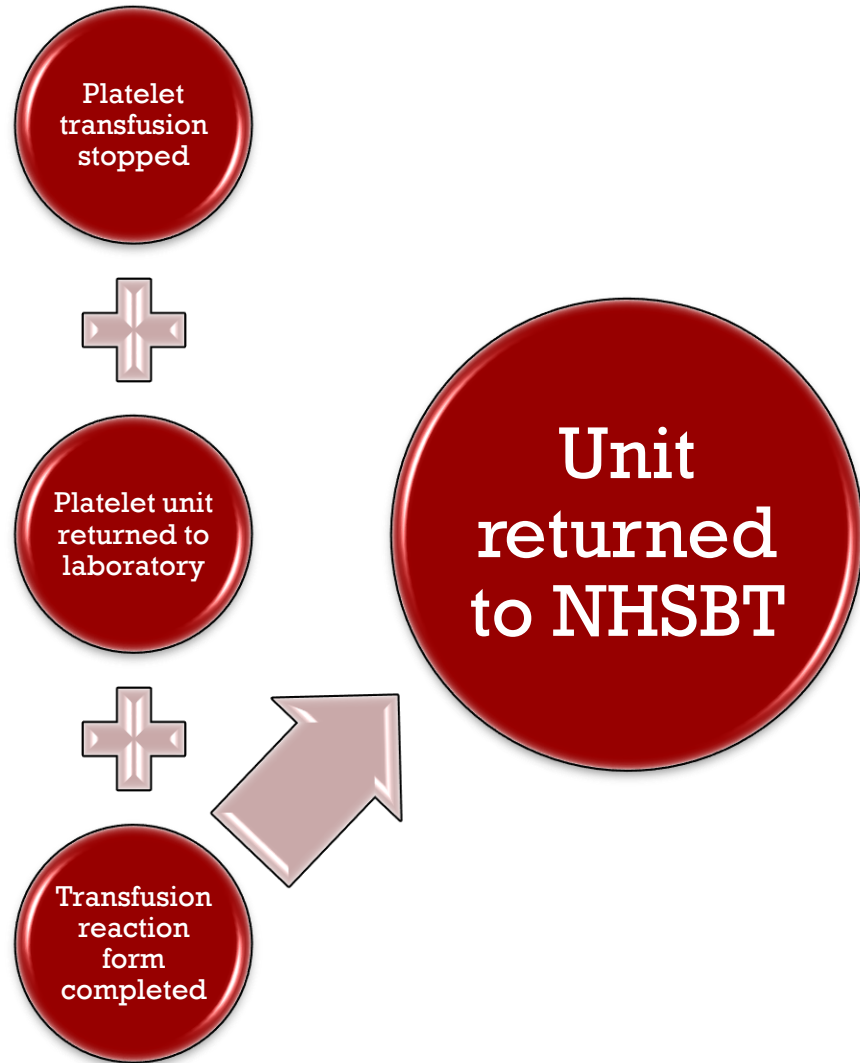 Platelet
transfusion
stopped
Platelet unit
returned to
laboratory
Transfusion
reaction
form
completed
Unit
returned
to NHSBT